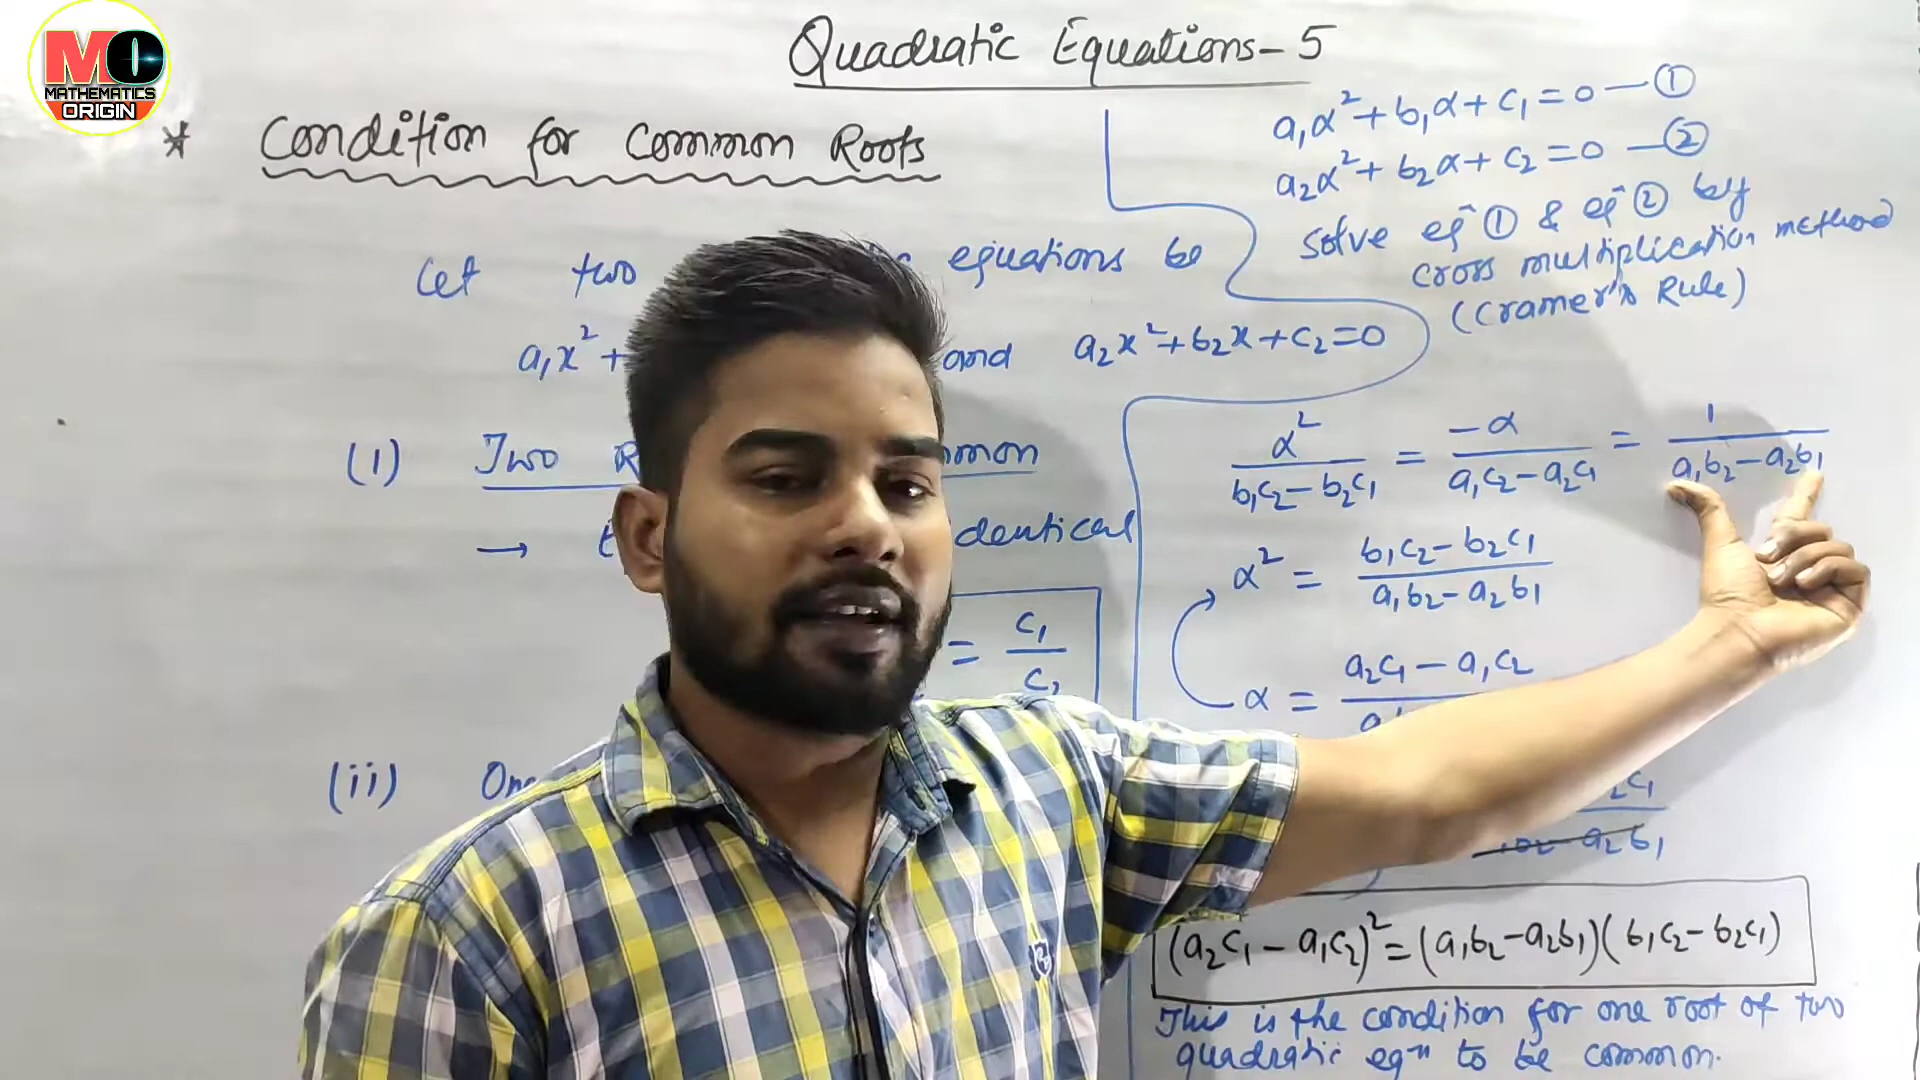 MO
MATHEMATICS
ORIGIN
Quadratic Equations-5
* Condition for Common Roots
Let two equations be
a₁x²+ and a₂x²+b₂x+c₂=0
(1) Two R mmon
→ dentical
= c₁/c₂
(ii) On
a₁α²+b₁α+c₁=0 —①
a₂α²+b₂α+c₂=0 —②
solve eqⁿ ① & eqⁿ ② by
cross multiplication method
(Cramer's Rule)
α²/(b₁c₂-b₂c₁) = -α/(a₁c₂-a₂c₁) = 1/(a₁b₂-a₂b₁)
α² = (b₁c₂-b₂c₁)/(a₁b₂-a₂b₁)
α = a₂c₁-a₁c₂
₂c₁
a₂b₁
(a₂c₁-a₁c₂)²=(a₁b₂-a₂b₁)(b₁c₂-b₂c₁)
This is the condition for one root of two
quadratic eqⁿ to be common.